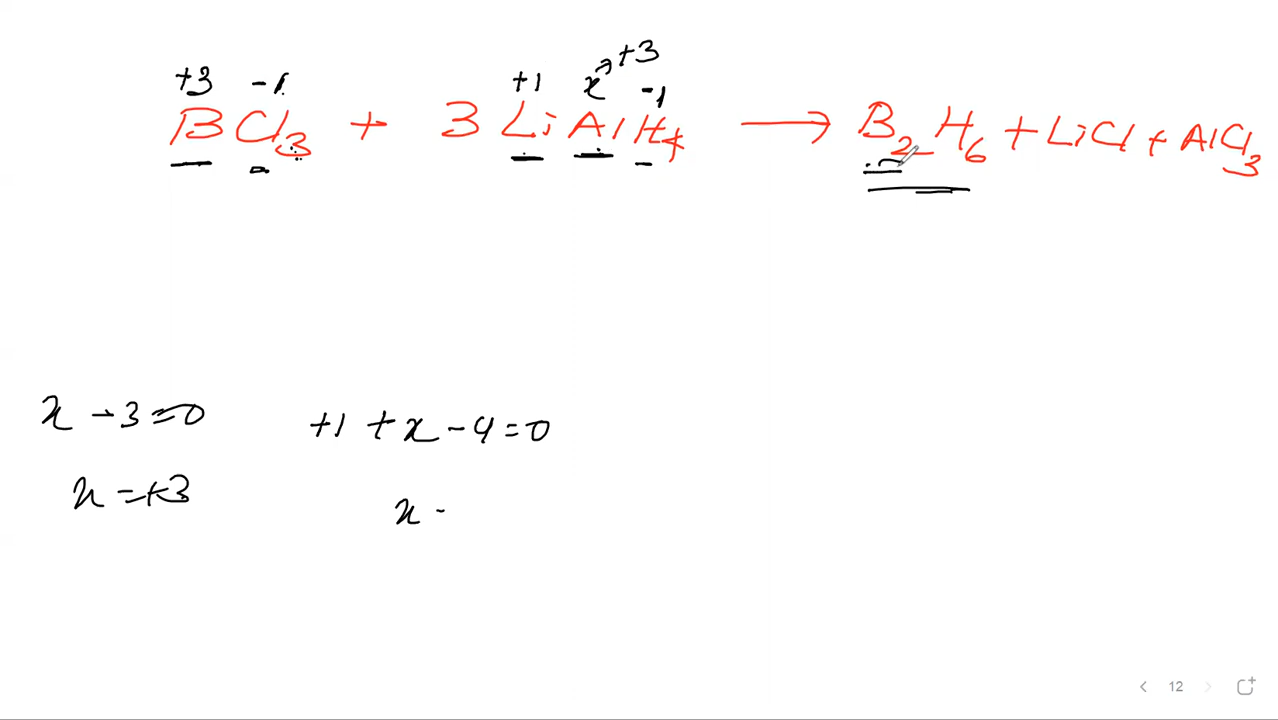 +3 -1 +1 x → +3 -1
BCl3 + 3 LiAlH4 → B2H6 + LiCl + AlCl3
x - 3 = 0 +1 + x - 4 = 0
x = +3 x -
12